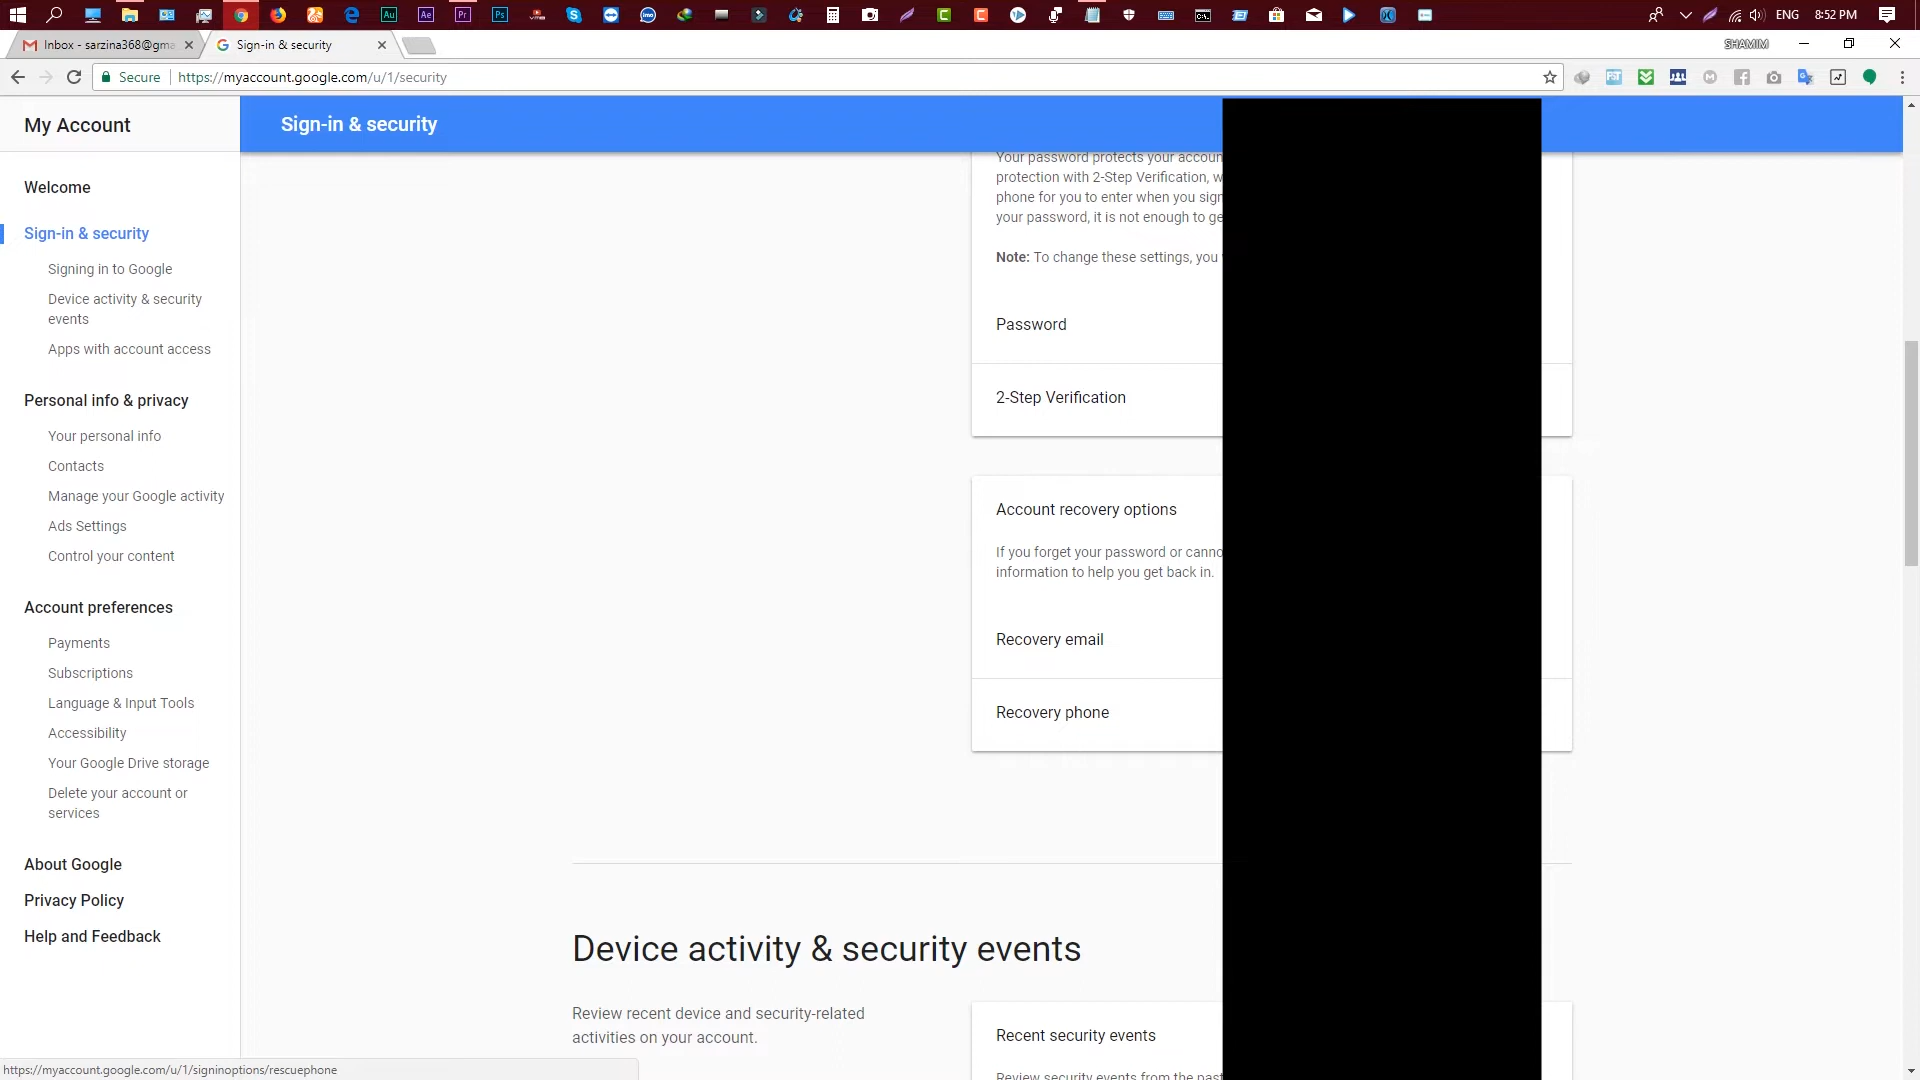 ENG
8:52 PM
Inbox - sarzina368@gma
Sign-in & security
SHAMIM
Secure
https://myaccount.google.com/u/1/security
My Account
Sign-in & security
Welcome
Sign-in & security
Signing in to Google
Device activity & security
events
Apps with account access
Personal info & privacy
Your personal info
Contacts
Manage your Google activity
Ads Settings
Control your content
Account preferences
Payments
Subscriptions
Language & Input Tools
Accessibility
Your Google Drive storage
Delete your account or
services
About Google
Privacy Policy
Help and Feedback
Your password protects your accoun
protection with 2-Step Verification, w
phone for you to enter when you sign
your password, it is not enough to ge
Note: To change these settings, you
Password
2-Step Verification
Account recovery options
If you forget your password or canno
information to help you get back in.
Recovery email
Recovery phone
Device activity & security events
Review recent device and security-related
activities on your account.
Recent security events
Review security events from the past
https://myaccount.google.com/u/1/signinoptions/rescuephone